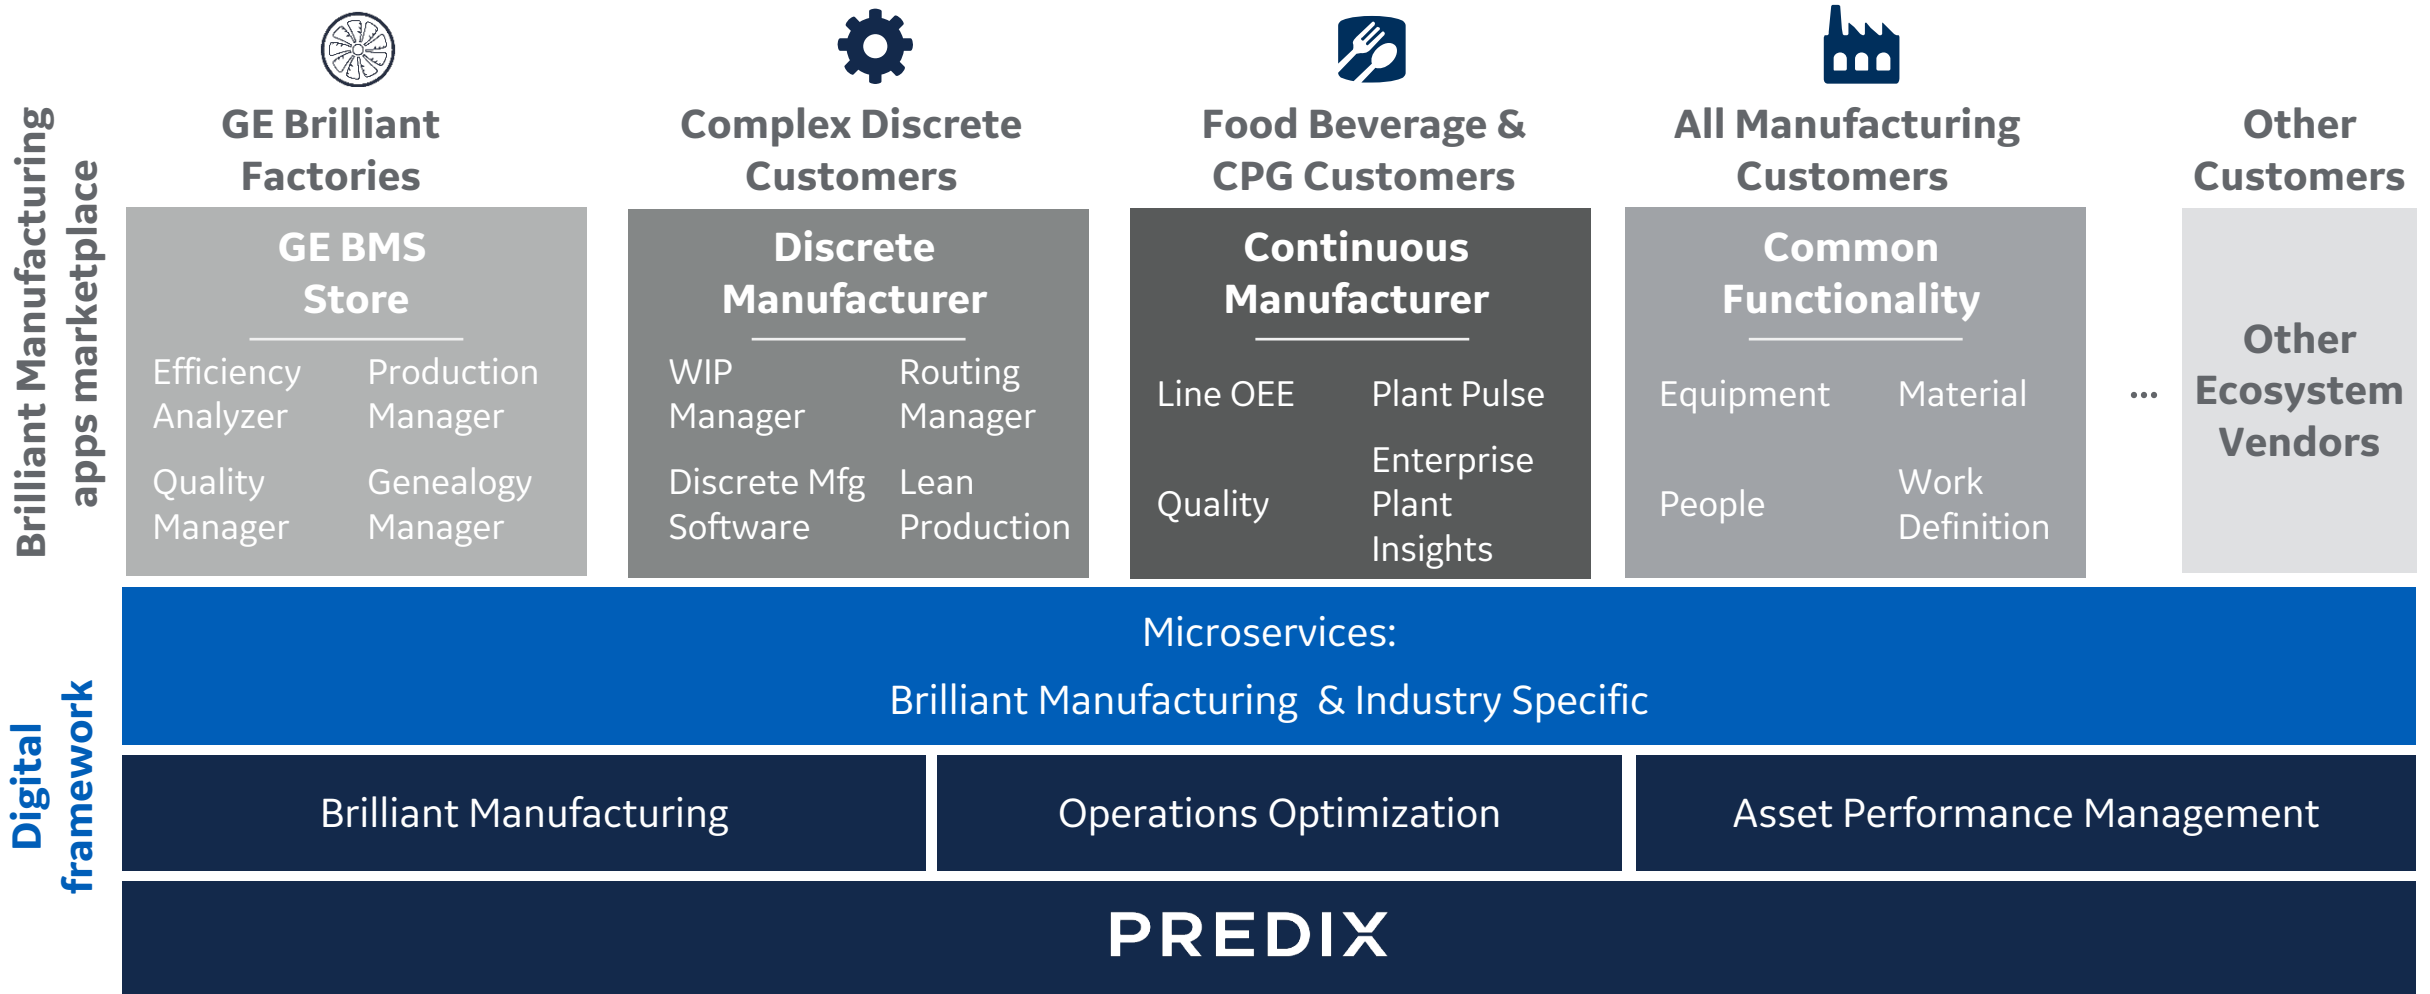 Brilliant Manufacturing
apps marketplace
GE Brilliant
Factories
GE BMS
Store
Efficiency
Analyzer
Production
Manager
Quality
Manager
Genealogy
Manager
Complex Discrete
Customers
Discrete
Manufacturer
WIP
Manager
Routing
Manager
Discrete Mfg
Software
Lean
Production
Food Beverage &
CPG Customers
Continuous
Manufacturer
Line OEE
Plant Pulse
Quality
Enterprise
Plant
Insights
All Manufacturing
Customers
Common
Functionality
Equipment
Material
People
Work
Definition
...
Other
Customers
Other
Ecosystem
Vendors
Digital
framework
Microservices:
Brilliant Manufacturing & Industry Specific
Brilliant Manufacturing
Operations Optimization
Asset Performance Management
PREDIX